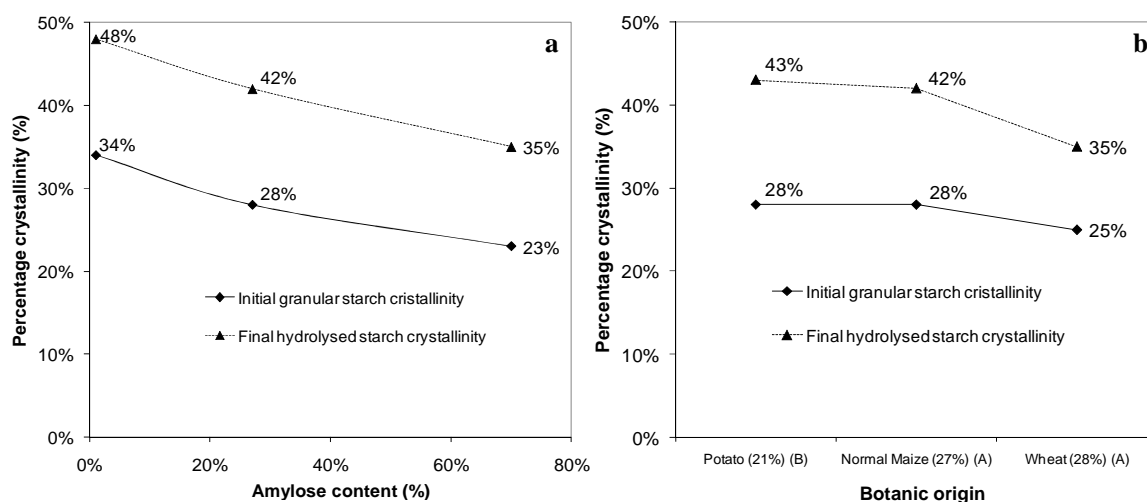 a
50%
40%
30%
20%
10%
0%
Percentage crystallinity (%)
48%
42%
35%
34%
28%
23%
Initial granular starch cristallinity
Final hydrolysed starch crystallinity
0% 20% 40% 60% 80%
Amylose content (%)
b
50%
40%
30%
20%
10%
0%
Percentage crystallinity (%)
43%
42%
35%
28%
28%
25%
Initial granular starch cristallinity
Final hydrolysed starch crystallinity
Potato (21%) (B) Normal Maize (27%) (A) Wheat (28%) (A)
Botanic origin